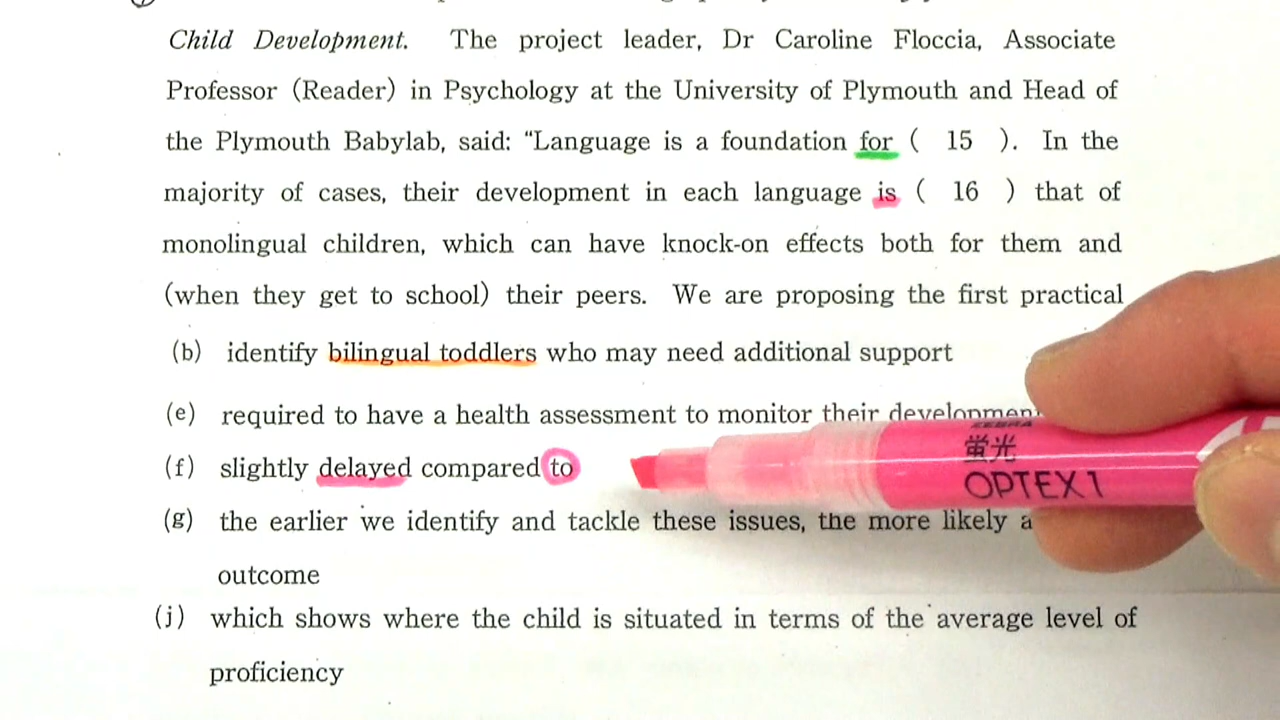 Child Development. The project leader, Dr Caroline Floccia, Associate
Professor (Reader) in Psychology at the University of Plymouth and Head of
the Plymouth Babylab, said: “Language is a foundation for ( 15 ). In the
majority of cases, their development in each language is ( 16 ) that of
monolingual children, which can have knock-on effects both for them and
(when they get to school) their peers. We are proposing the first practical
(b) identify bilingual toddlers who may need additional support
(e) required to have a health assessment to monitor their
ZEBRA
蛍光
OPTEX 1
(f) slightly delayed compared to
(g) the earlier we identify and tackle these issues, the more likely a
outcome
(j) which shows where the child is situated in terms of the average level of
proficiency